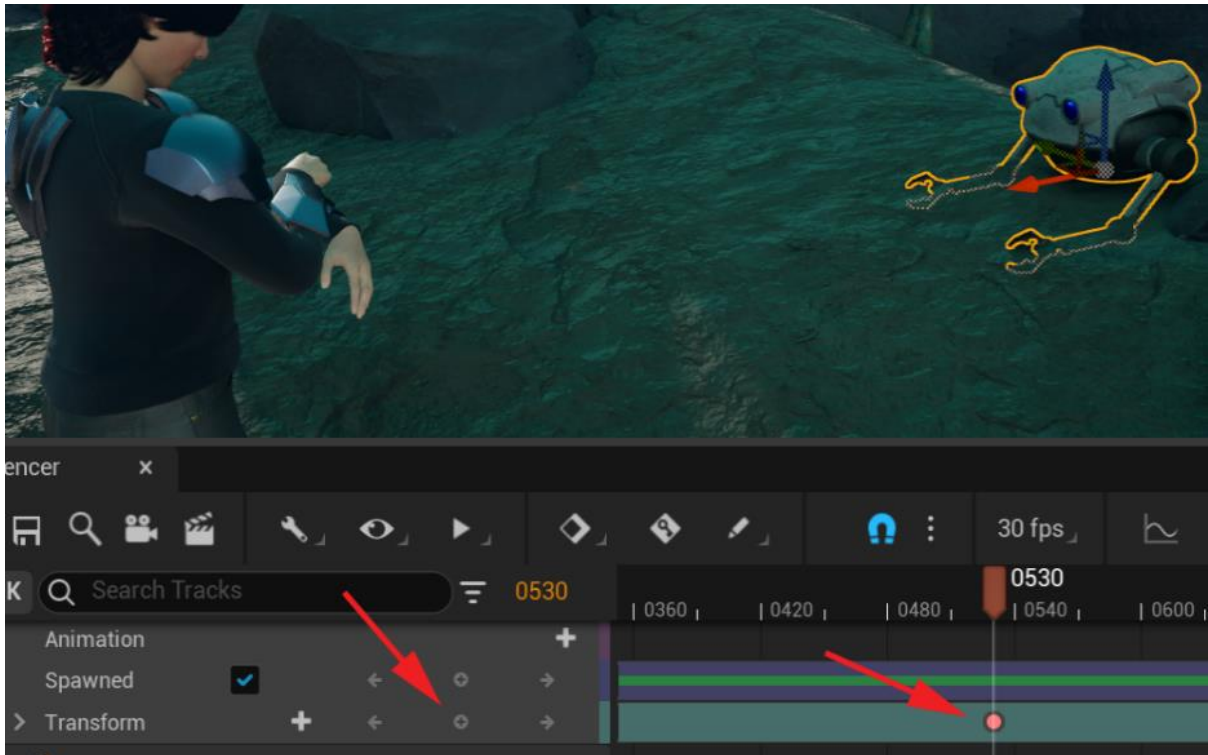 encer ×
30 fps
K Search Tracks 0530
0530
0360 0420 0480 0540 0600
Animation
Spawned
Transform